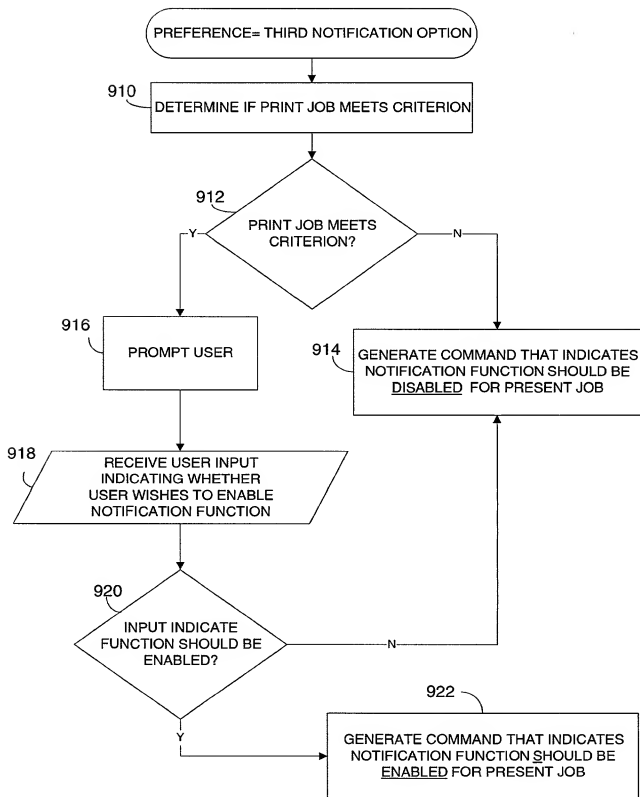 PREFERENCE= THIRD NOTIFICATION OPTION
910
DETERMINE IF PRINT JOB MEETS CRITERION
912
PRINT JOB MEETS
CRITERION?
Y
N
916
PROMPT USER
914
GENERATE COMMAND THAT INDICATES
NOTIFICATION FUNCTION SHOULD BE
DISABLED FOR PRESENT JOB
918
RECEIVE USER INPUT
INDICATING WHETHER
USER WISHES TO ENABLE
NOTIFICATION FUNCTION
920
INPUT INDICATE
FUNCTION SHOULD BE
ENABLED?
N
Y
922
GENERATE COMMAND THAT INDICATES
NOTIFICATION FUNCTION SHOULD BE
ENABLED FOR PRESENT JOB